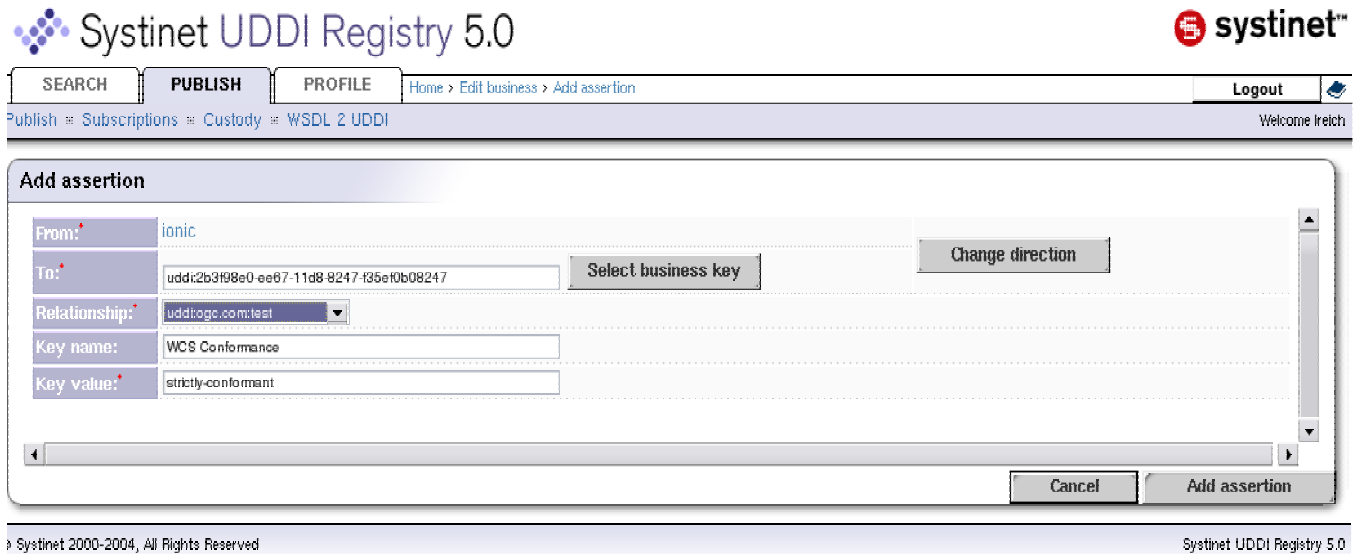 Systinet UDDI Registry 5.0
systinet™
SEARCH PUBLISH PROFILE Home > Edit business > Add assertion Logout
Publish Subscriptions Custody WSDL 2 UDDI Welcome lreich
Add assertion
From:* ionic
Change direction
To:* uddi:2b3f98e0-ee67-11d8-8247-f35ef0b08247 Select business key
Relationship:* uddi:ogc.com:test
Key name: WCS Conformance
Key value:* strictly-conformant
Cancel Add assertion
Systinet 2000-2004, All Rights Reserved Systinet UDDI Registry 5.0